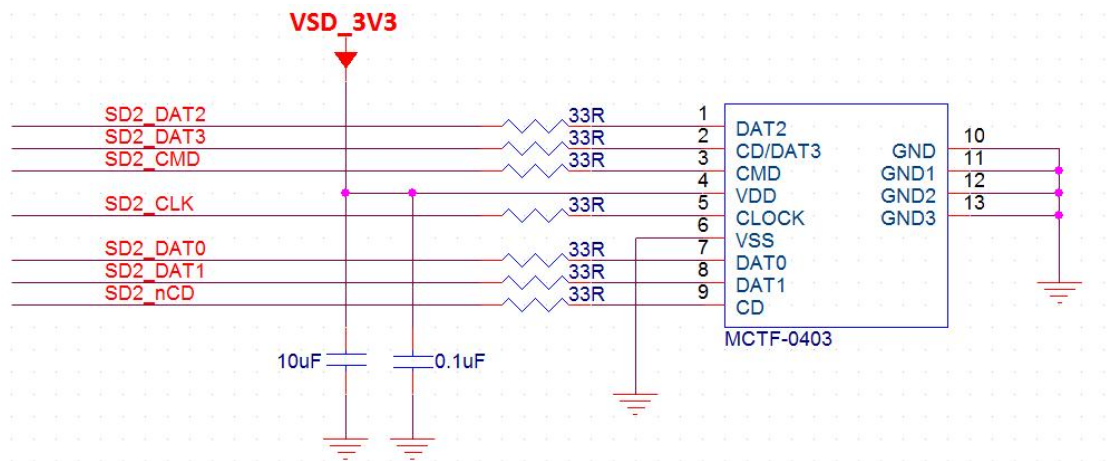 VSD_3V3
SD2_DAT2 33R 1 DAT2
SD2_DAT3 33R 2 CD/DAT3 GND 10
SD2_CMD 33R 3 CMD GND1 11
4 VDD GND2 12
SD2_CLK 33R 5 CLOCK GND3 13
6 VSS
SD2_DAT0 33R 7 DAT0
SD2_DAT1 33R 8 DAT1
SD2_nCD 33R 9 CD
MCTF-0403
10uF 0.1uF